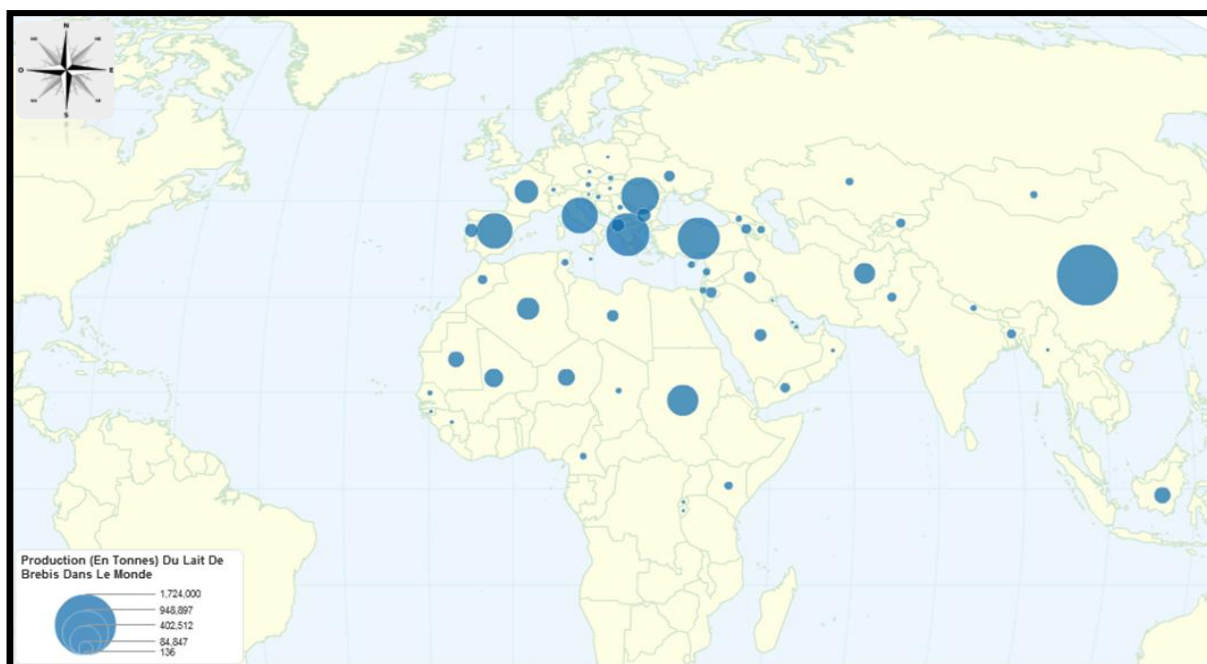 N
O E
S
Production (En Tonnes) Du Lait De
Brebis Dans Le Monde
1,724,000
948,897
402,512
84,847
136